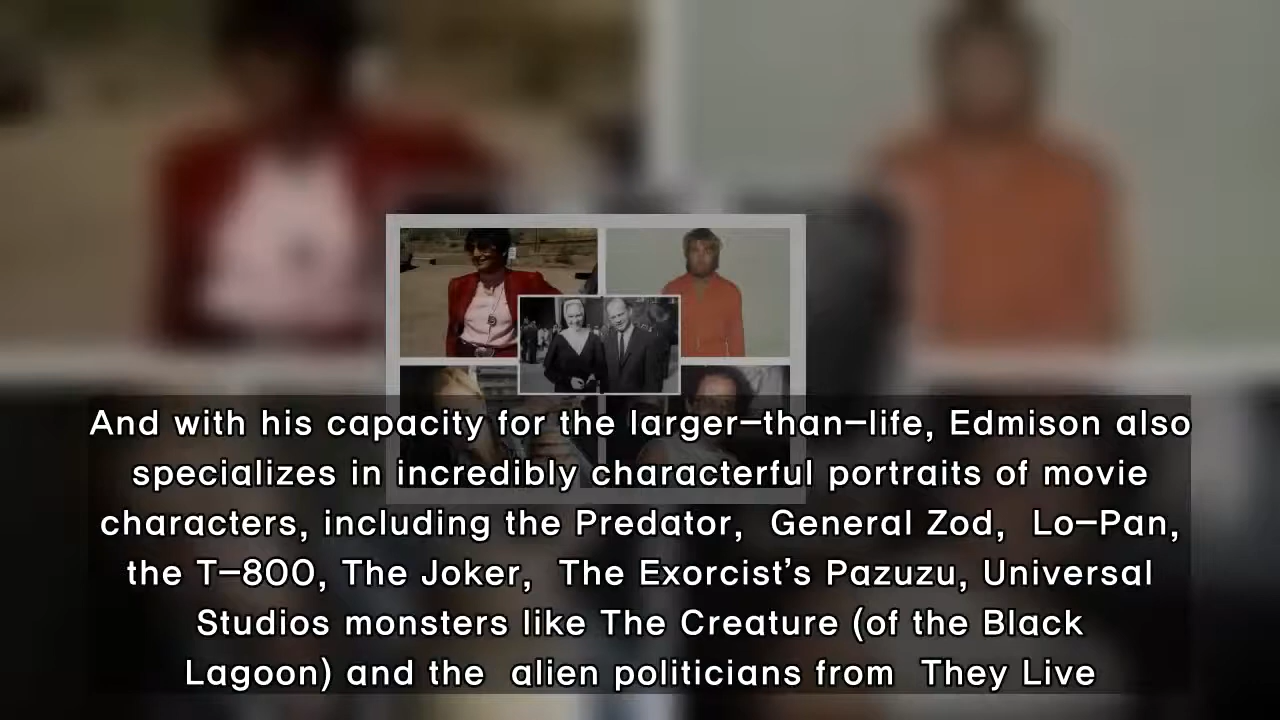 And with his capacity for the larger-than-life, Edmison also
specializes in incredibly characterful portraits of movie
characters, including the Predator,  General Zod,  Lo-Pan,
the T-800, The Joker,  The Exorcist's Pazuzu, Universal
Studios monsters like The Creature (of the Black
Lagoon) and the  alien politicians from  They Live